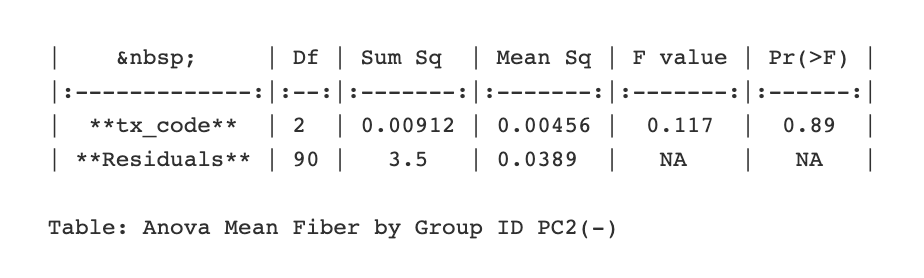 |    &nbsp;     | Df | Sum Sq  | Mean Sq | F value | Pr(>F) |
|:-------------:|:--:|:-------:|:-------:|:-------:|:------:|
|  **tx_code**  | 2  | 0.00912 | 0.00456 |  0.117  |  0.89  |
| **Residuals** | 90 |   3.5   | 0.0389  |   NA    |   NA   |
Table: Anova Mean Fiber by Group ID PC2(-)